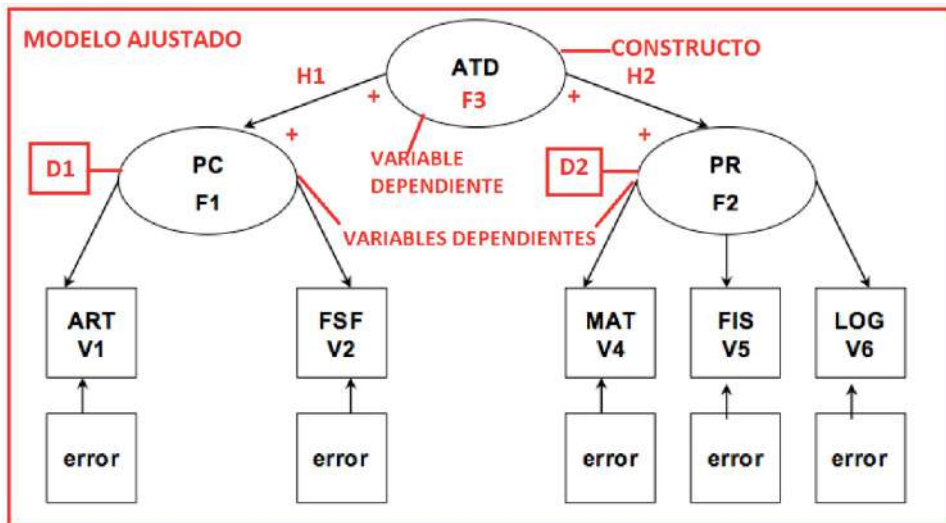 MODELO AJUSTADO
CONSTRUCTO
ATD
F3
H1
H2
+
+
+
+
D1
PC
F1
VARIABLE
DEPENDIENTE
D2
PR
F2
VARIABLES DEPENDIENTES
ART
V1
FSF
V2
MAT
V4
FIS
V5
LOG
V6
error
error
error
error
error